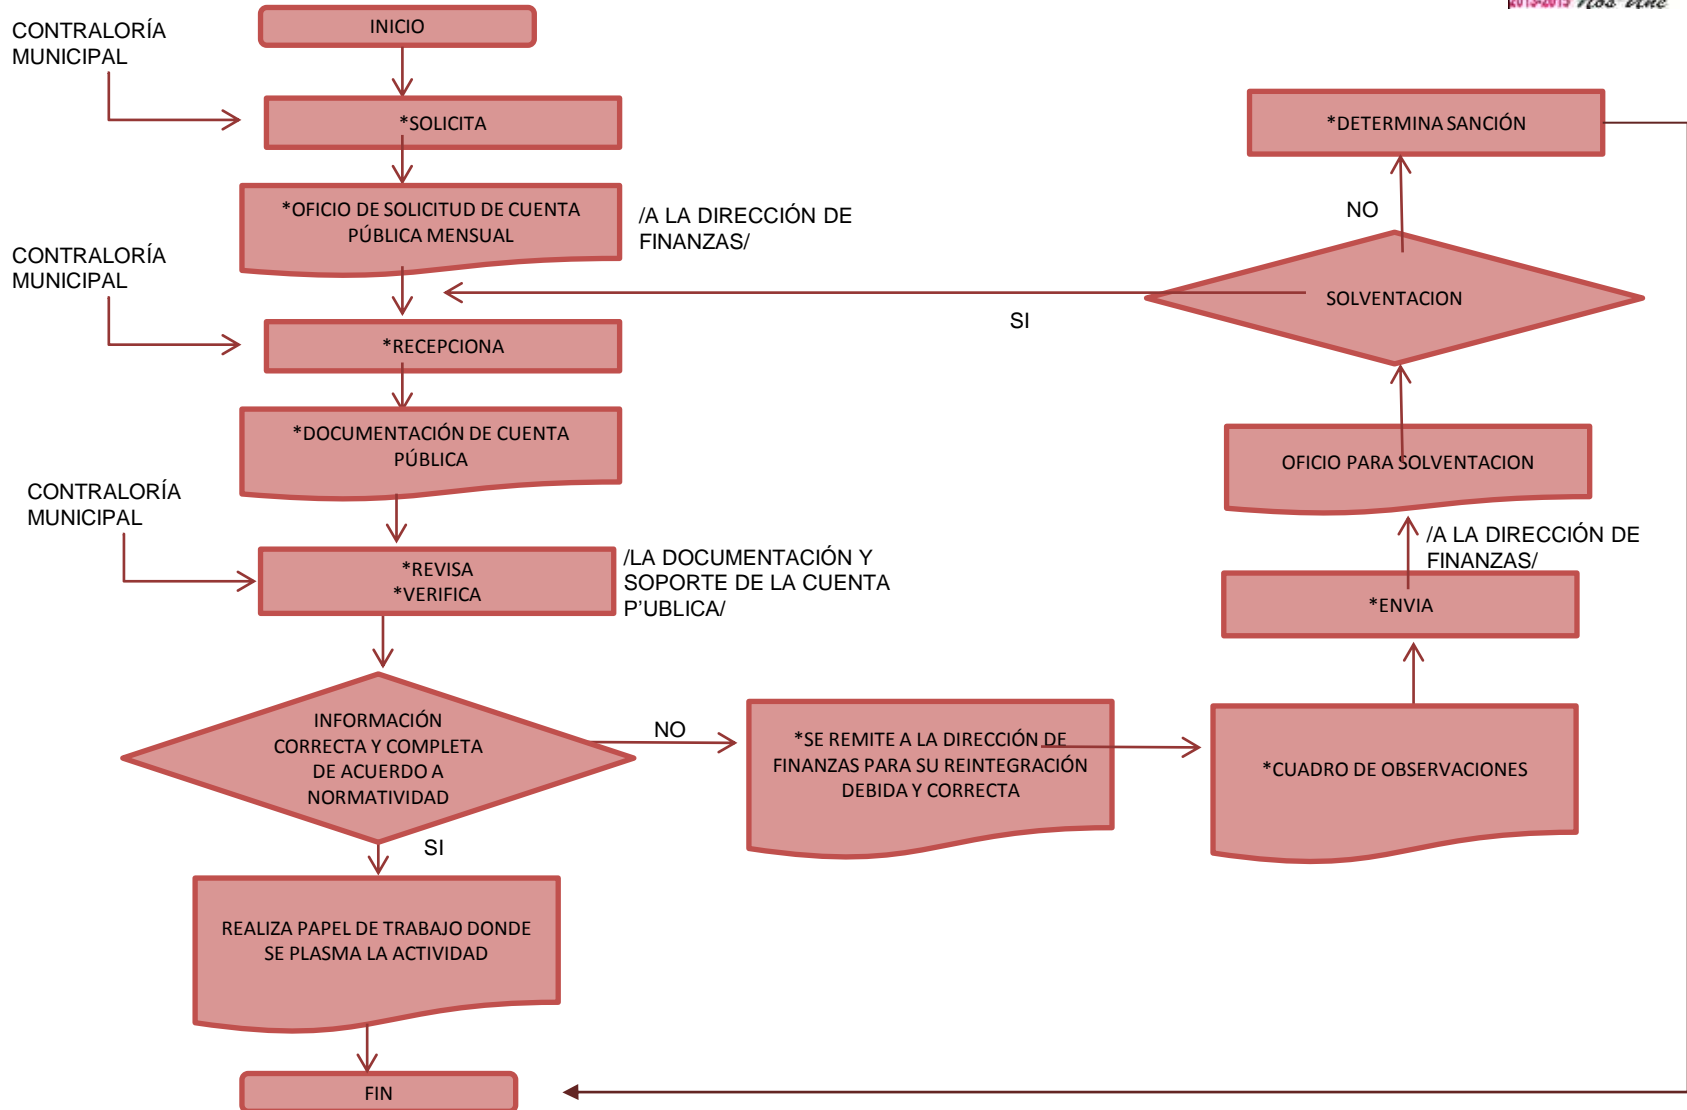 2013-2015 Nos Une
CONTRALORÍA
MUNICIPAL
INICIO
*SOLICITA
*OFICIO DE SOLICITUD DE CUENTA
PÚBLICA MENSUAL
/A LA DIRECCIÓN DE
FINANZAS/
CONTRALORÍA
MUNICIPAL
*RECEPCIONA
*DOCUMENTACIÓN DE CUENTA
PÚBLICA
CONTRALORÍA
MUNICIPAL
*REVISA
*VERIFICA
/LA DOCUMENTACIÓN Y
SOPORTE DE LA CUENTA
P'UBLICA/
INFORMACIÓN
CORRECTA Y COMPLETA
DE ACUERDO A
NORMATIVIDAD
NO
SI
REALIZA PAPEL DE TRABAJO DONDE
SE PLASMA LA ACTIVIDAD
FIN
*SE REMITE A LA DIRECCIÓN DE
FINANZAS PARA SU REINTEGRACIÓN
DEBIDA Y CORRECTA
*CUADRO DE OBSERVACIONES
*ENVIA
/A LA DIRECCIÓN DE
FINANZAS/
OFICIO PARA SOLVENTACION
SOLVENTACION
SI
NO
*DETERMINA SANCIÓN